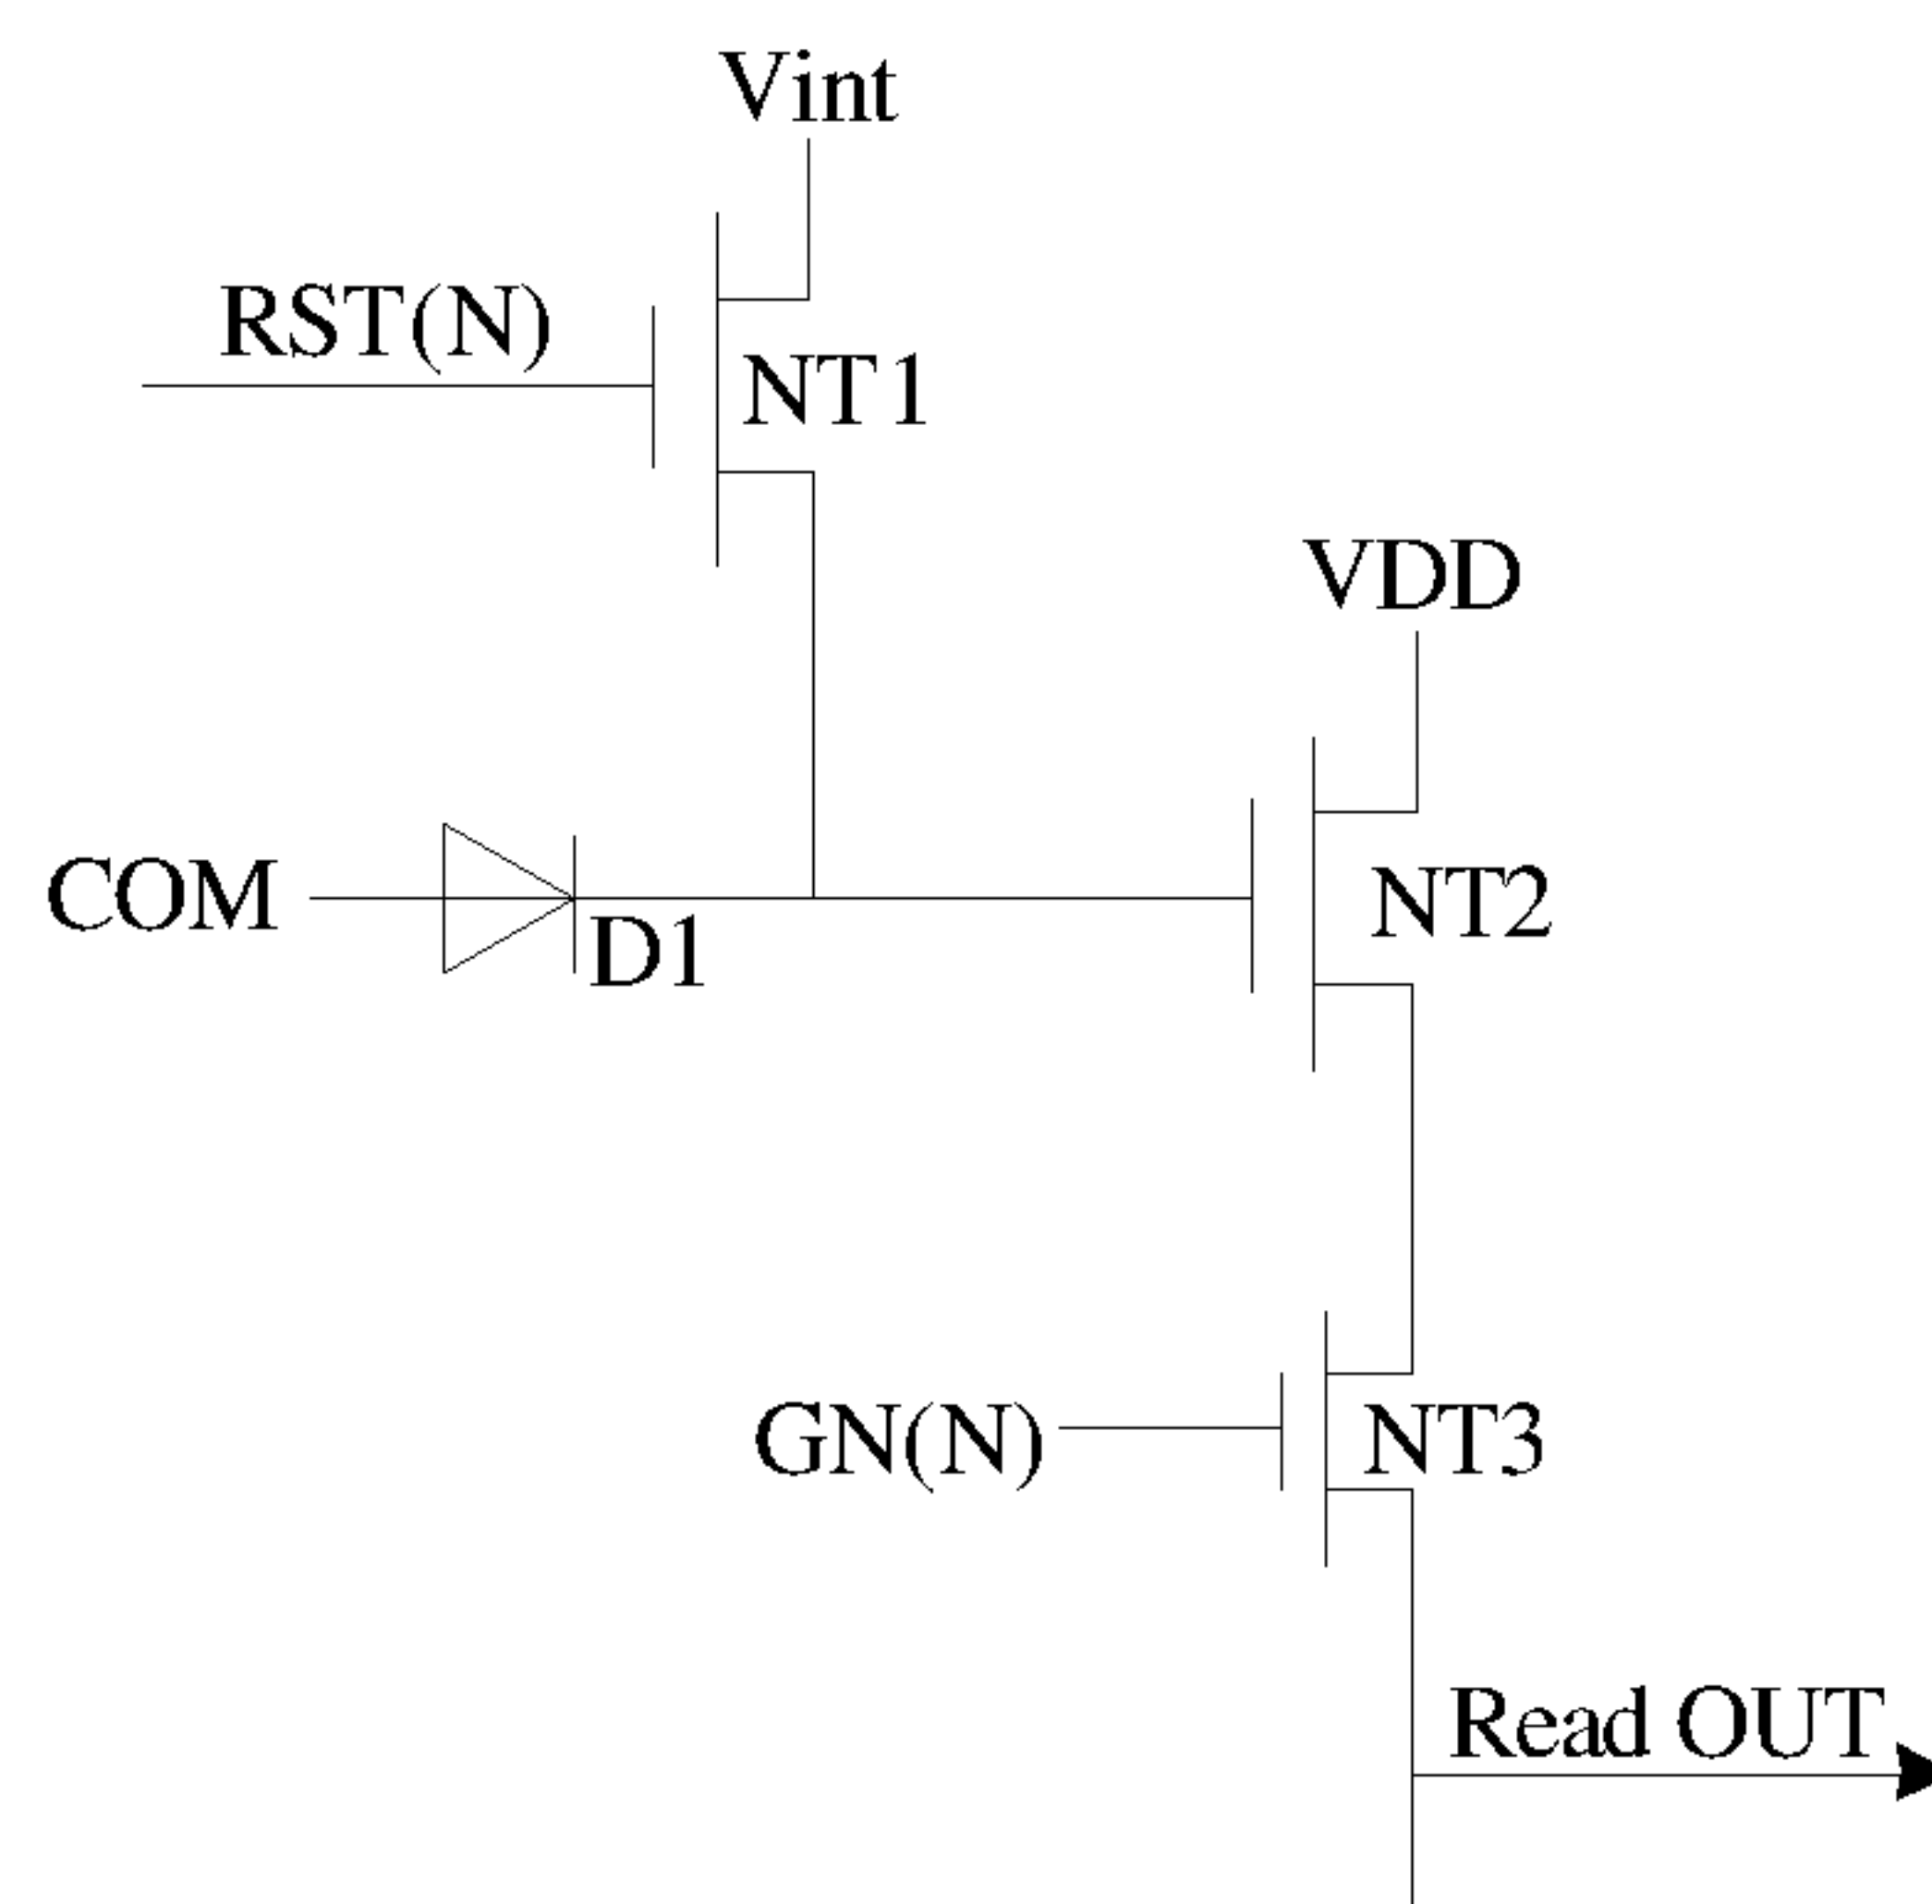 Vint
RST(N)
NT1
VDD
COM
D1
NT2
GN(N)
NT3
Read OUT